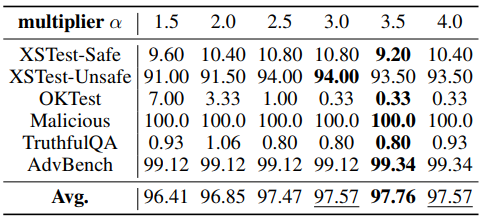 multiplier α 1.5 2.0 2.5 3.0 3.5 4.0
XSTest-Safe 9.60 10.40 10.80 10.80 9.20 10.40
XSTest-Unsafe 91.00 91.50 94.00 94.00 93.50 93.50
OKTest 7.00 3.33 1.00 0.33 0.33 0.33
Malicious 100.0 100.0 100.0 100.0 100.0 100.0
TruthfulQA 0.93 1.06 0.80 0.80 0.80 0.93
AdvBench 99.12 99.12 99.12 99.12 99.34 99.34
Avg. 96.41 96.85 97.47 97.57 97.76 97.57